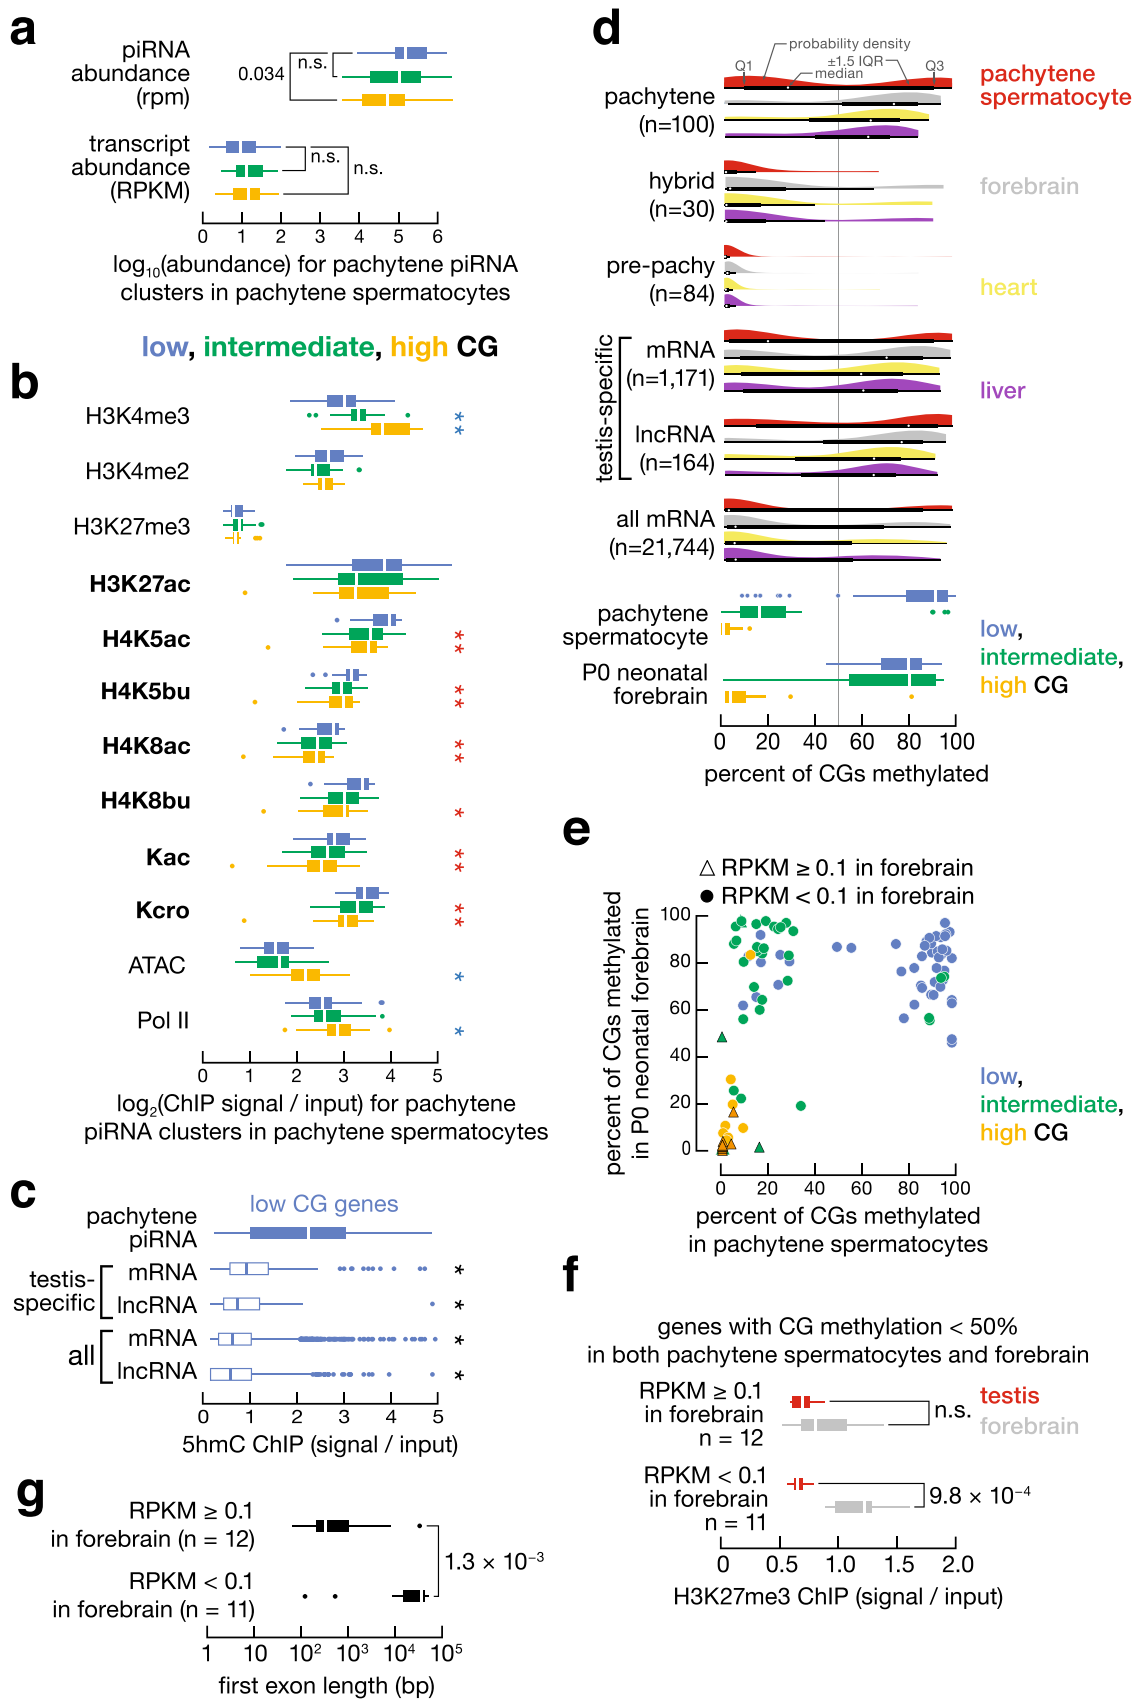 a
piRNA
abundance
(rpm)
0.034
n.s.
transcript
abundance
(RPKM)
n.s.
n.s.
0 1 2 3 4 5 6
log10(abundance) for pachytene piRNA
clusters in pachytene spermatocytes
low, intermediate, high CG
b
H3K4me3
*
*
H3K4me2
H3K27me3
H3K27ac
H4K5ac
*
*
H4K5bu
*
*
H4K8ac
*
*
H4K8bu
*
Kac
*
*
Kcro
*
*
ATAC
*
Pol II
*
0 1 2 3 4 5
log2(ChIP signal / input) for pachytene
piRNA clusters in pachytene spermatocytes
c
low CG genes
pachytene
piRNA
testis-
specific
mRNA
*
lncRNA
*
all
mRNA
*
lncRNA
*
0 1 2 3 4 5
5hmC ChIP (signal / input)
d
probability density
Q1
±1.5 IQR
Q3
median
pachytene
(n=100)
pachytene
spermatocyte
hybrid
(n=30)
forebrain
pre-pachy
(n=84)
heart
testis-specific
mRNA
(n=1,171)
liver
lncRNA
(n=164)
all mRNA
(n=21,744)
pachytene
spermatocyte
P0 neonatal
forebrain
low,
intermediate,
high CG
0 20 40 60 80 100
percent of CGs methylated
e
△ RPKM ≥ 0.1 in forebrain
● RPKM < 0.1 in forebrain
percent of CGs methylated
in P0 neonatal forebrain
100
80
60
40
20
0
0 20 40 60 80 100
percent of CGs methylated
in pachytene spermatocytes
low,
intermediate,
high CG
f
genes with CG methylation < 50%
in both pachytene spermatocytes and forebrain
RPKM ≥ 0.1
in forebrain
n = 12
n.s.
testis
forebrain
RPKM < 0.1
in forebrain
n = 11
9.8 × 10⁻⁴
0 0.5 1.0 1.5 2.0
H3K27me3 ChIP (signal / input)
g
RPKM ≥ 0.1
in forebrain (n = 12)
1.3 × 10⁻³
RPKM < 0.1
in forebrain (n = 11)
1 10 10² 10³ 10⁴ 10⁵
first exon length (bp)